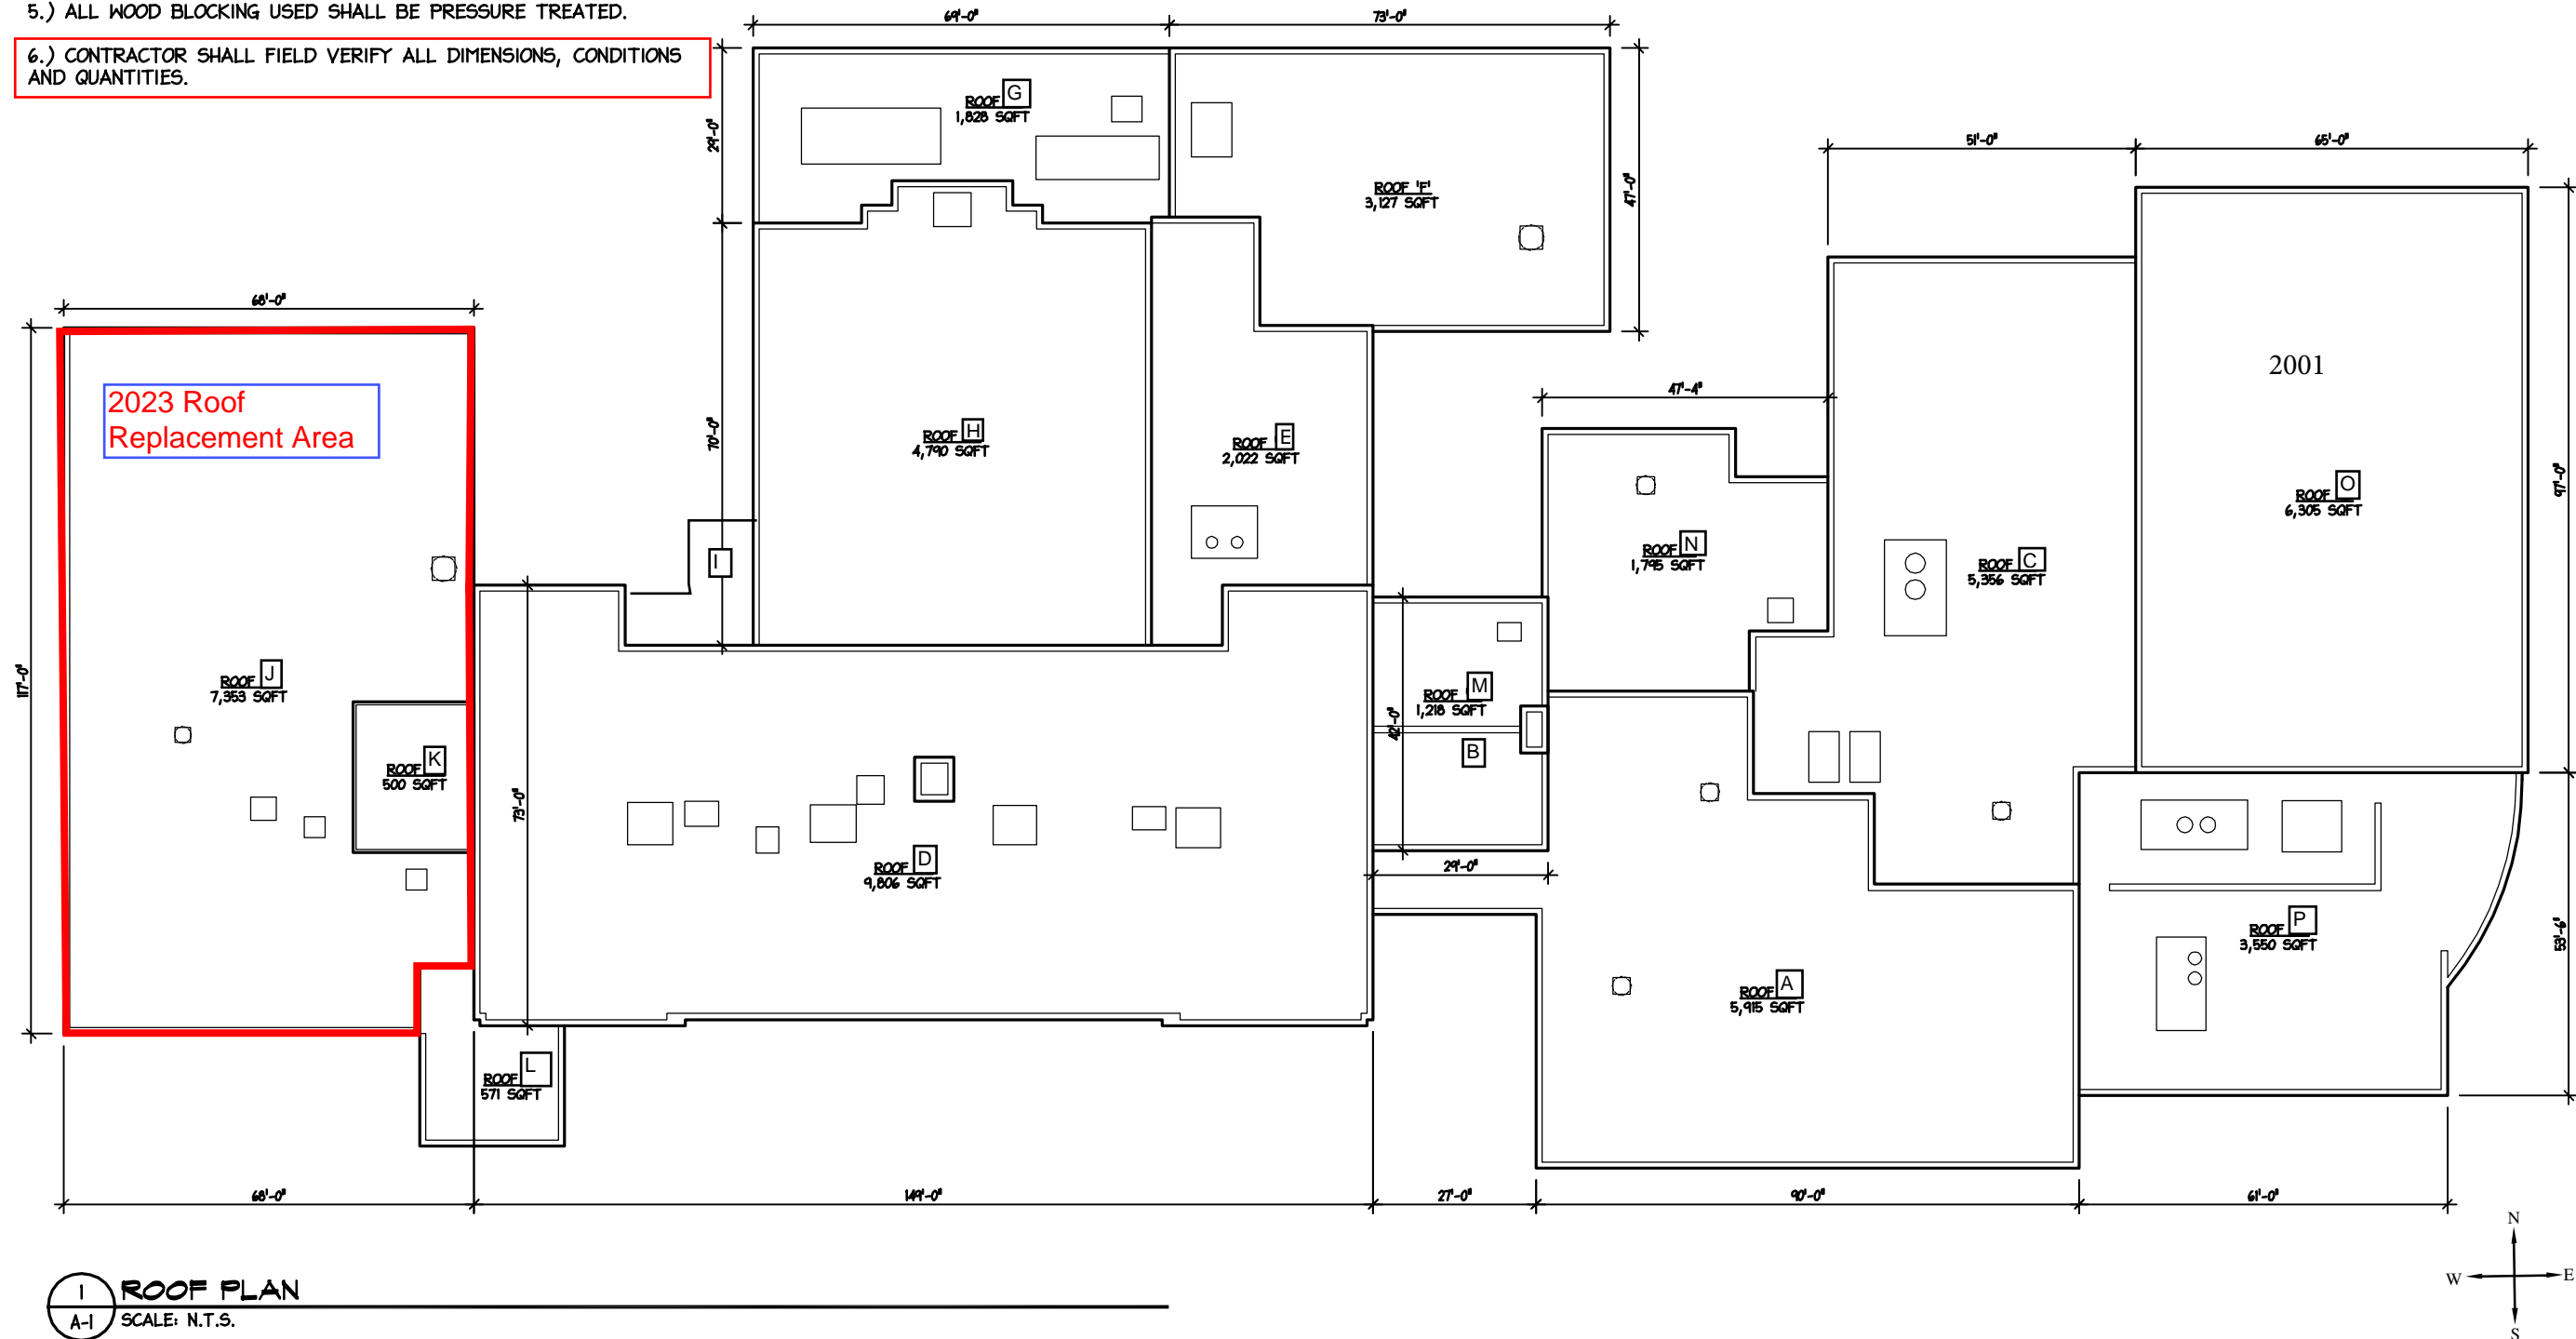 5.) ALL WOOD BLOCKING USED SHALL BE PRESSURE TREATED.
6.) CONTRACTOR SHALL FIELD VERIFY ALL DIMENSIONS, CONDITIONS
AND QUANTITIES.
69'-0"
73'-0"
29'-0"
ROOF G
1,828 SQFT
ROOF 'F'
3,127 SQFT
47'-0"
51'-0"
65'-0"
68'-0"
2023 Roof
Replacement Area
70'-0"
ROOF H
4,790 SQFT
ROOF E
2,022 SQFT
47'-4"
2001
97'-0"
ROOF O
6,305 SQFT
I
ROOF N
1,795 SQFT
ROOF C
5,356 SQFT
117'-0"
ROOF J
7,353 SQFT
ROOF M
1,218 SQFT
42'-0"
B
ROOF K
500 SQFT
73'-0"
ROOF D
9,806 SQFT
29'-0"
ROOF A
5,915 SQFT
ROOF P
3,550 SQFT
53'-6"
ROOF L
571 SQFT
68'-0"
149'-0"
27'-0"
90'-0"
61'-0"
1
A-1
ROOF PLAN
SCALE: N.T.S.
N
W E
S